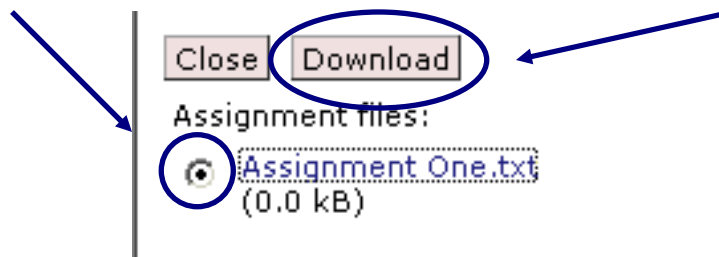 Close Download
Assignment files:
Assignment One.txt
(0.0 kB)